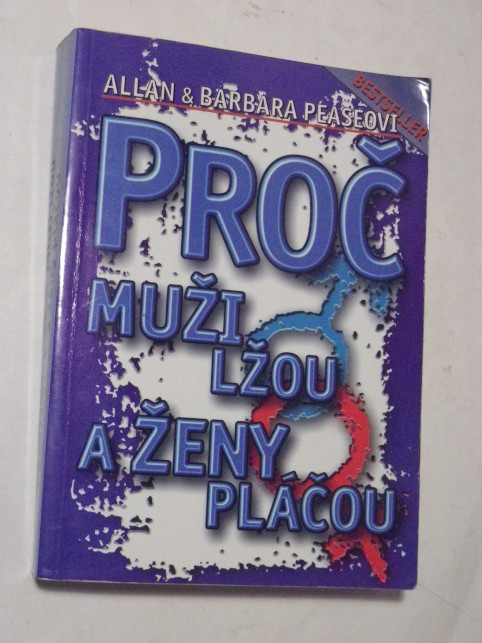 ALLAN & BARBARA PEASEOVI
BESTSELLER
PROČ
MUŽI
LŽOU
A ŽENY
PLÁČOU